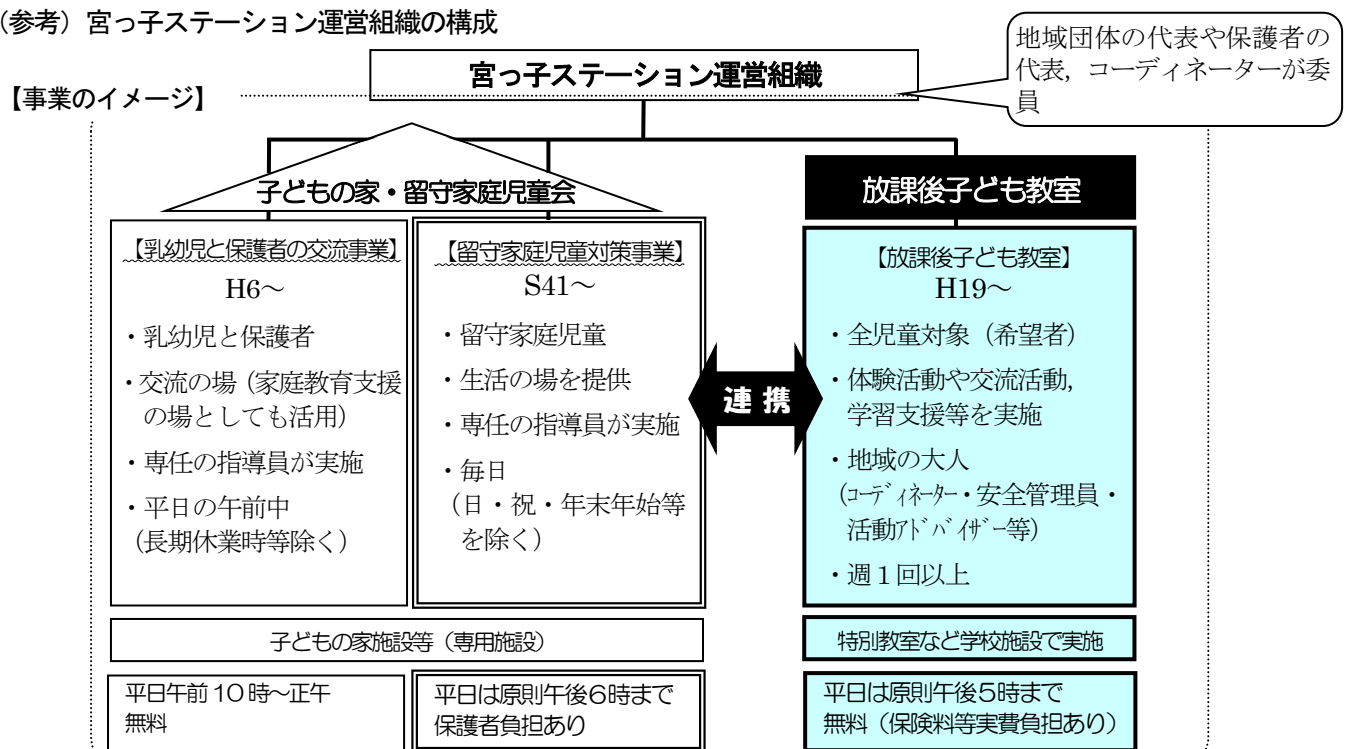 （参考）宮っ子ステーション運営組織の構成
宮っ子ステーション運営組織
地域団体の代表や保護者の
代表，コーディネーターが委
員
【事業のイメージ】
子どもの家・留守家庭児童会
【乳幼児と保護者の交流事業】
H6～
・乳幼児と保護者
・交流の場（家庭教育支援
の場としても活用）
・専任の指導員が実施
・平日の午前中
（長期休業時等除く）
【留守家庭児童対策事業】
S41～
・留守家庭児童
・生活の場を提供
・専任の指導員が実施
・毎日
（日・祝・年末年始等
を除く）
連 携
放課後子ども教室
【放課後子ども教室】
H19～
・全児童対象（希望者）
・体験活動や交流活動，
学習支援等を実施
・地域の大人
（ｺｰﾃﾞｨﾈｰﾀｰ・安全管理員・
活動ｱﾄﾞﾊﾞｲｻﾞｰ等）
・週１回以上
子どもの家施設等（専用施設）
特別教室など学校施設で実施
平日午前10時～正午
無料
平日は原則午後6時まで
保護者負担あり
平日は原則午後5時まで
無料（保険料等実費負担あり）